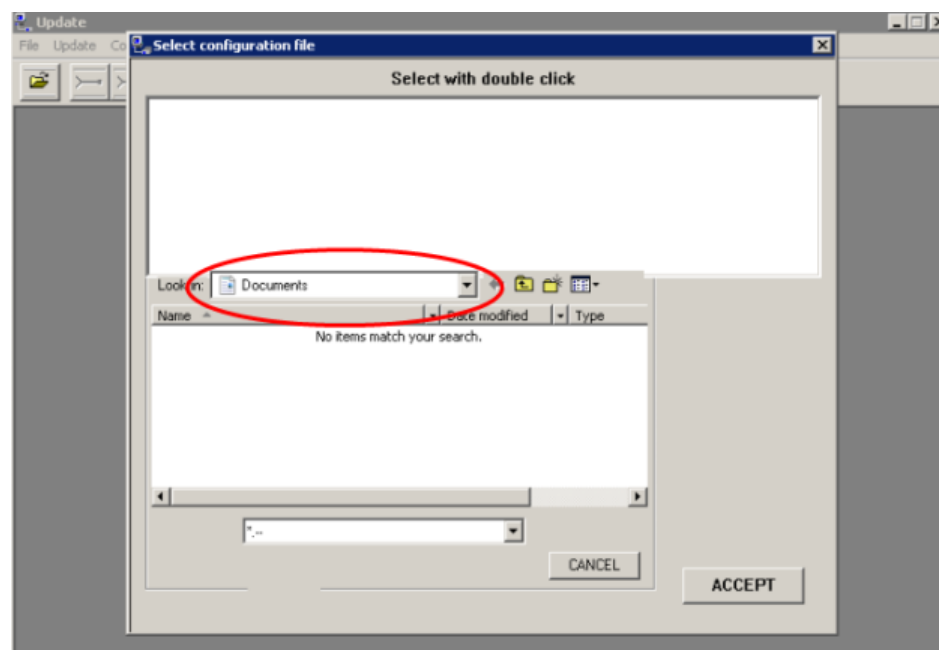 Update
File Update Co
Select configuration file
Select with double click
Look in: Documents
Name Date modified Type
No items match your search.
*.--
CANCEL
ACCEPT